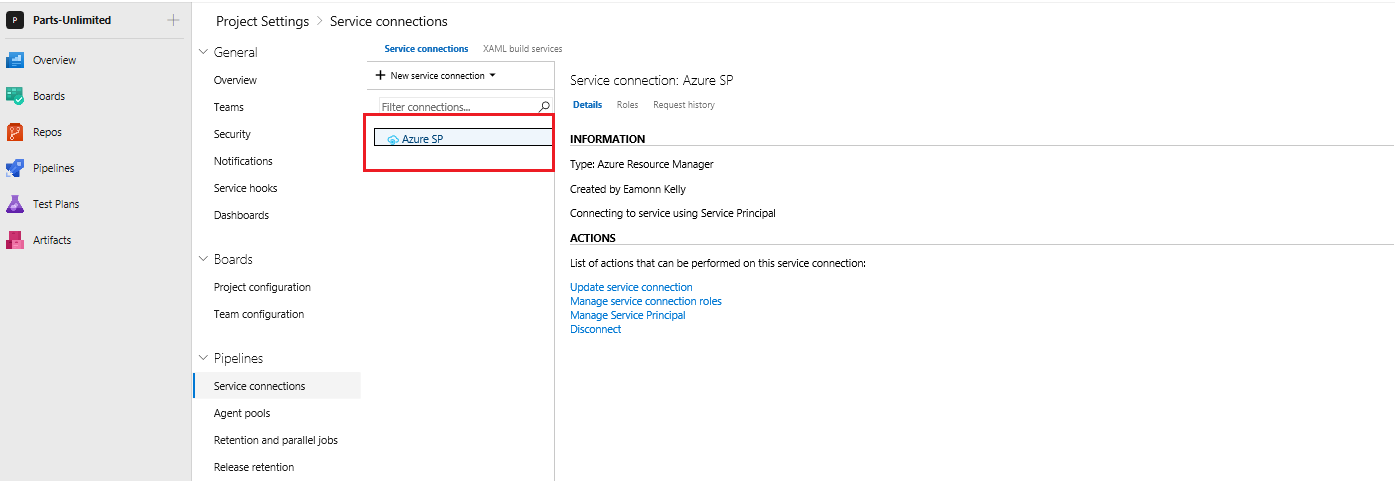 P Parts-Unlimited
Overview
Boards
Repos
Pipelines
Test Plans
Artifacts
Project Settings > Service connections
General
Overview
Teams
Security
Notifications
Service hooks
Dashboards
Boards
Project configuration
Team configuration
Pipelines
Service connections
Agent pools
Retention and parallel jobs
Release retention
Service connections XAML build services
+ New service connection
Filter connections...
Azure SP
Service connection: Azure SP
Details Roles Request history
INFORMATION
Type: Azure Resource Manager
Created by Eamonn Kelly
Connecting to service using Service Principal
ACTIONS
List of actions that can be performed on this service connection:
Update service connection
Manage service connection roles
Manage Service Principal
Disconnect